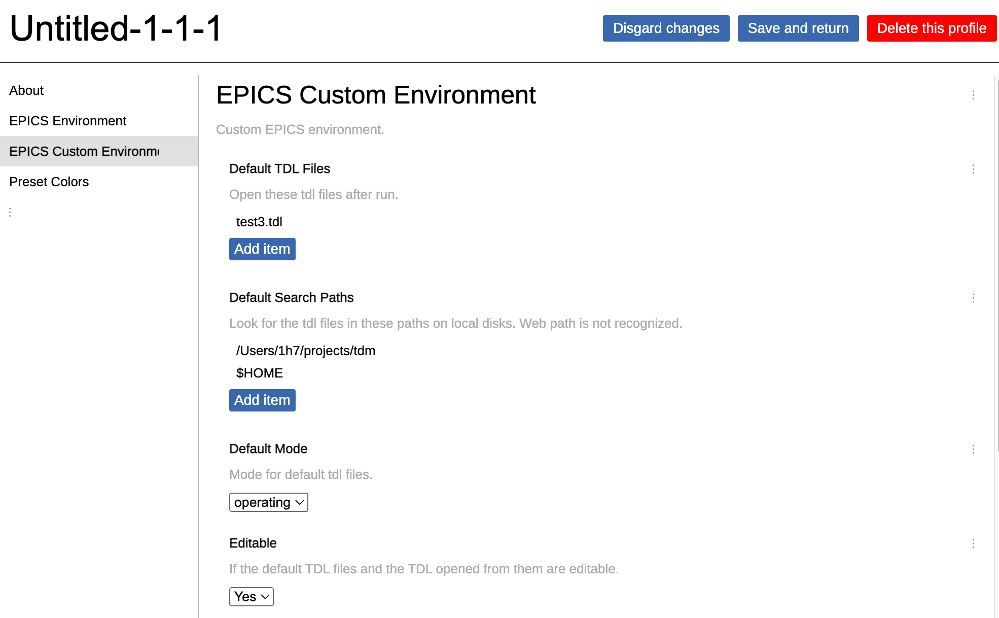 Untitled-1-1-1
Disgard changes
Save and return
Delete this profile
About
EPICS Environment
EPICS Custom Environme
Preset Colors
EPICS Custom Environment
Custom EPICS environment.
Default TDL Files
Open these tdl files after run.
test3.tdl
Add item
Default Search Paths
Look for the tdl files in these paths on local disks. Web path is not recognized.
/Users/1h7/projects/tdm
$HOME
Add item
Default Mode
Mode for default tdl files.
operating
Editable
If the default TDL files and the TDL opened from them are editable.
Yes